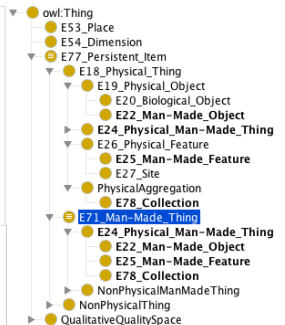 owl:Thing
E53_Place
E54_Dimension
E77_Persistent_Item
E18_Physical_Thing
E19_Physical_Object
E20_Biological_Object
E22_Man-Made_Object
E24_Physical_Man-Made_Thing
E26_Physical_Feature
E25_Man-Made_Feature
E27_Site
PhysicalAggregation
E78_Collection
E71_Man-Made_Thing
E24_Physical_Man-Made_Thing
E22_Man-Made_Object
E25_Man-Made_Feature
E78_Collection
NonPhysicalManMadeThing
NonPhysicalThing
QualitativeQualitySpace